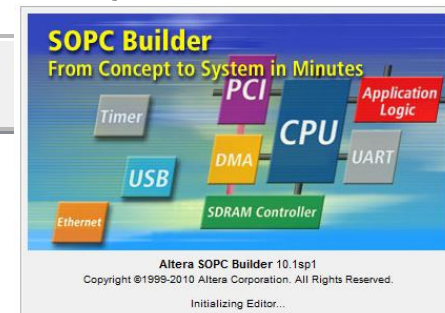 SOPC Builder
From Concept to System in Minutes
PCI
Application
Logic
Timer
CPU
DMA
UART
USB
SDRAM Controller
Ethernet
Altera SOPC Builder 10.1sp1
Copyright ©1999-2010 Altera Corporation. All Rights Reserved.
Initializing Editor...